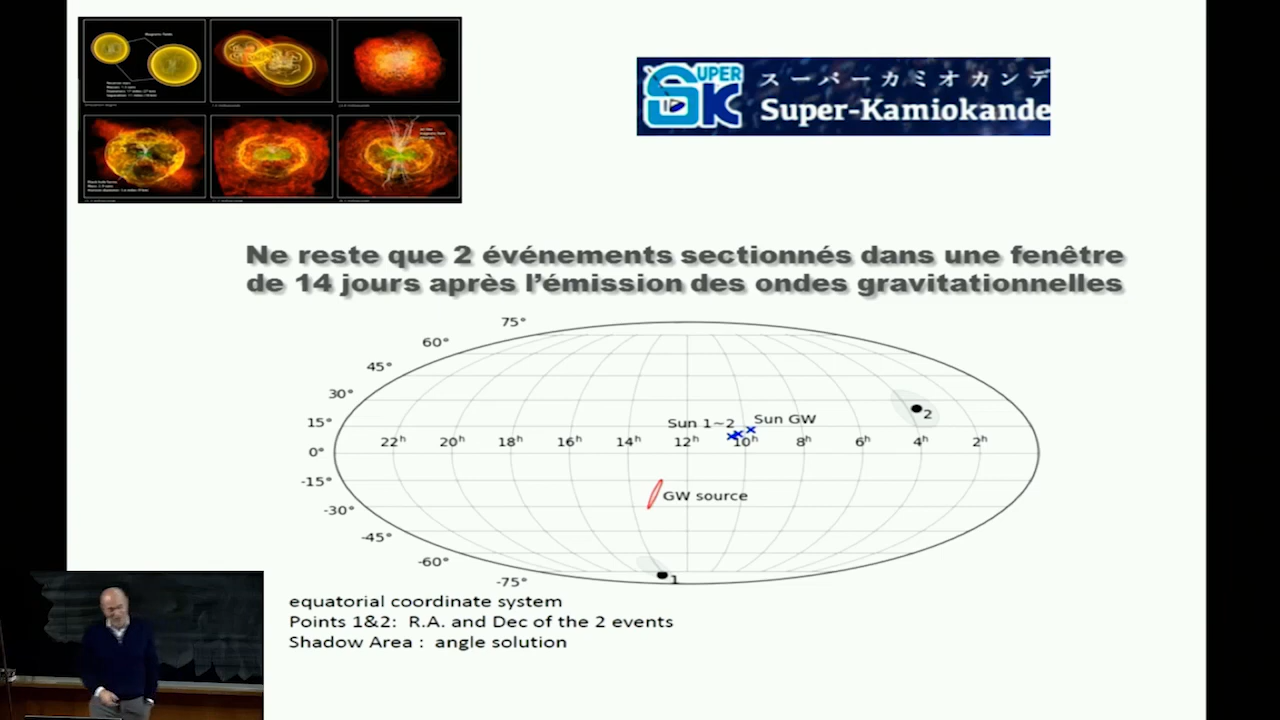 Magnetic fields
SUPER
SK
スーパーカミオカンデ
Super-Kamiokande
Ne reste que 2 événements sectionnés dans une fenêtre
de 14 jours après l’émission des ondes gravitationnelles
75°
60°
45°
30°
15°
0°
-15°
-30°
-45°
-60°
-75°
Sun 1~2
Sun GW
22h 20h 18h 16h 14h 12h 10h 8h 6h 4h 2h
2
GW source
1
equatorial coordinate system
Points 1&2: R.A. and Dec of the 2 events
Shadow Area : angle solution